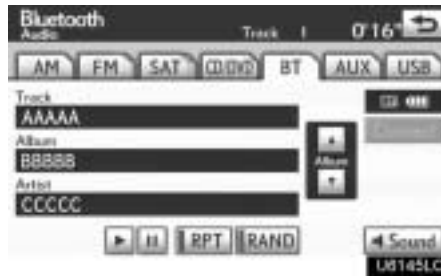 Bluetooth
Audio
Track 1 0'16"
AM FM SAT CD/DVD BT AUX USB
Track
AAAAA
Album
BBBBB
Album
Artist
CCCCC
RPT RAND
Sound
U6145LC